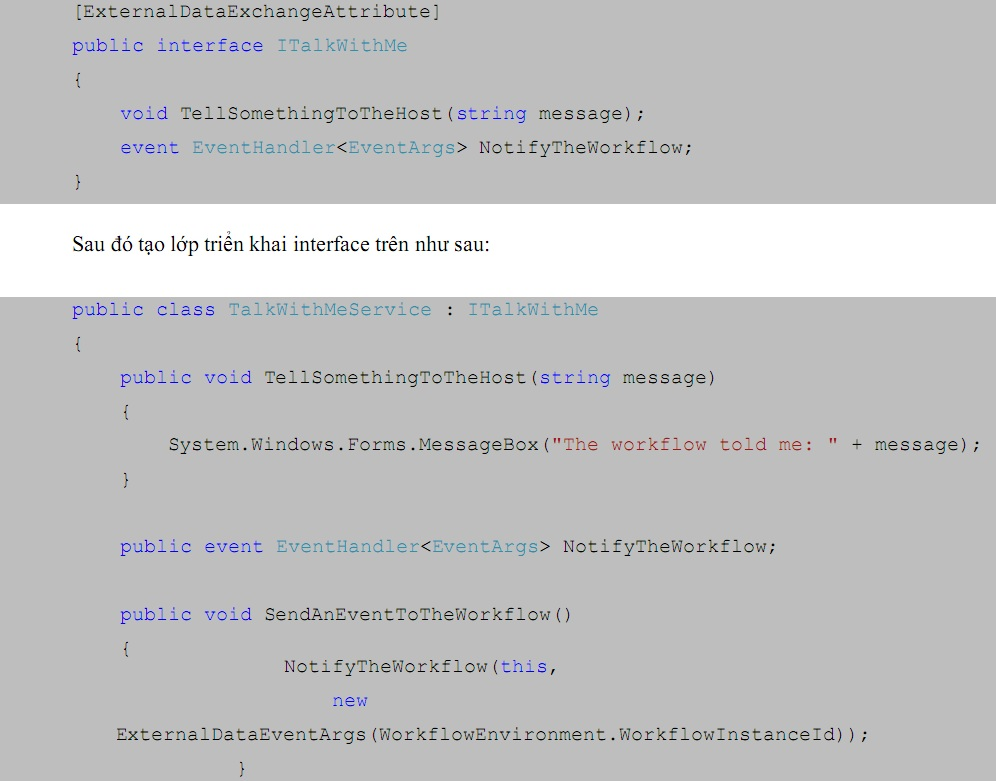 [ExternalDataExchangeAttribute]
public interface ITalkWithMe
{
void TellSomethingToTheHost(string message);
event EventHandler<EventArgs> NotifyTheWorkflow;
}
Sau đó tạo lớp triển khai interface trên như sau:
public class TalkWithMeService : ITalkWithMe
{
public void TellSomethingToTheHost(string message)
{
System.Windows.Forms.MessageBox("The workflow told me: " + message);
}
public event EventHandler<EventArgs> NotifyTheWorkflow;
public void SendAnEventToTheWorkflow()
{
NotifyTheWorkflow(this,
new
ExternalDataEventArgs(WorkflowEnvironment.WorkflowInstanceId));
}